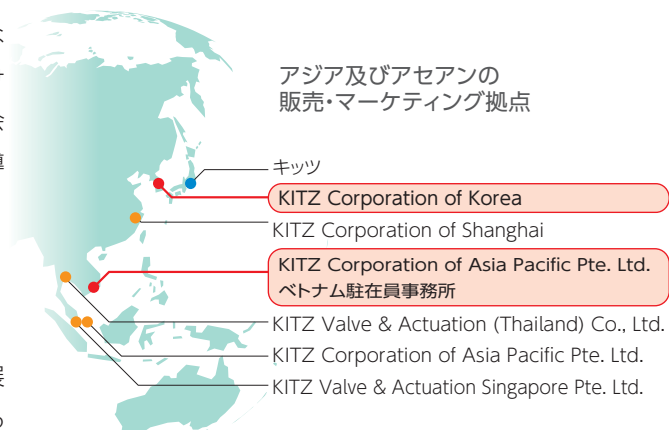 アジア及びアセアンの
販売・マーケティング拠点
キッツ
KITZ Corporation of Korea
KITZ Corporation of Shanghai
KITZ Corporation of Asia Pacific Pte. Ltd.
ベトナム駐在員事務所
KITZ Valve & Actuation (Thailand) Co., Ltd.
KITZ Corporation of Asia Pacific Pte. Ltd.
KITZ Valve & Actuation Singapore Pte. Ltd.